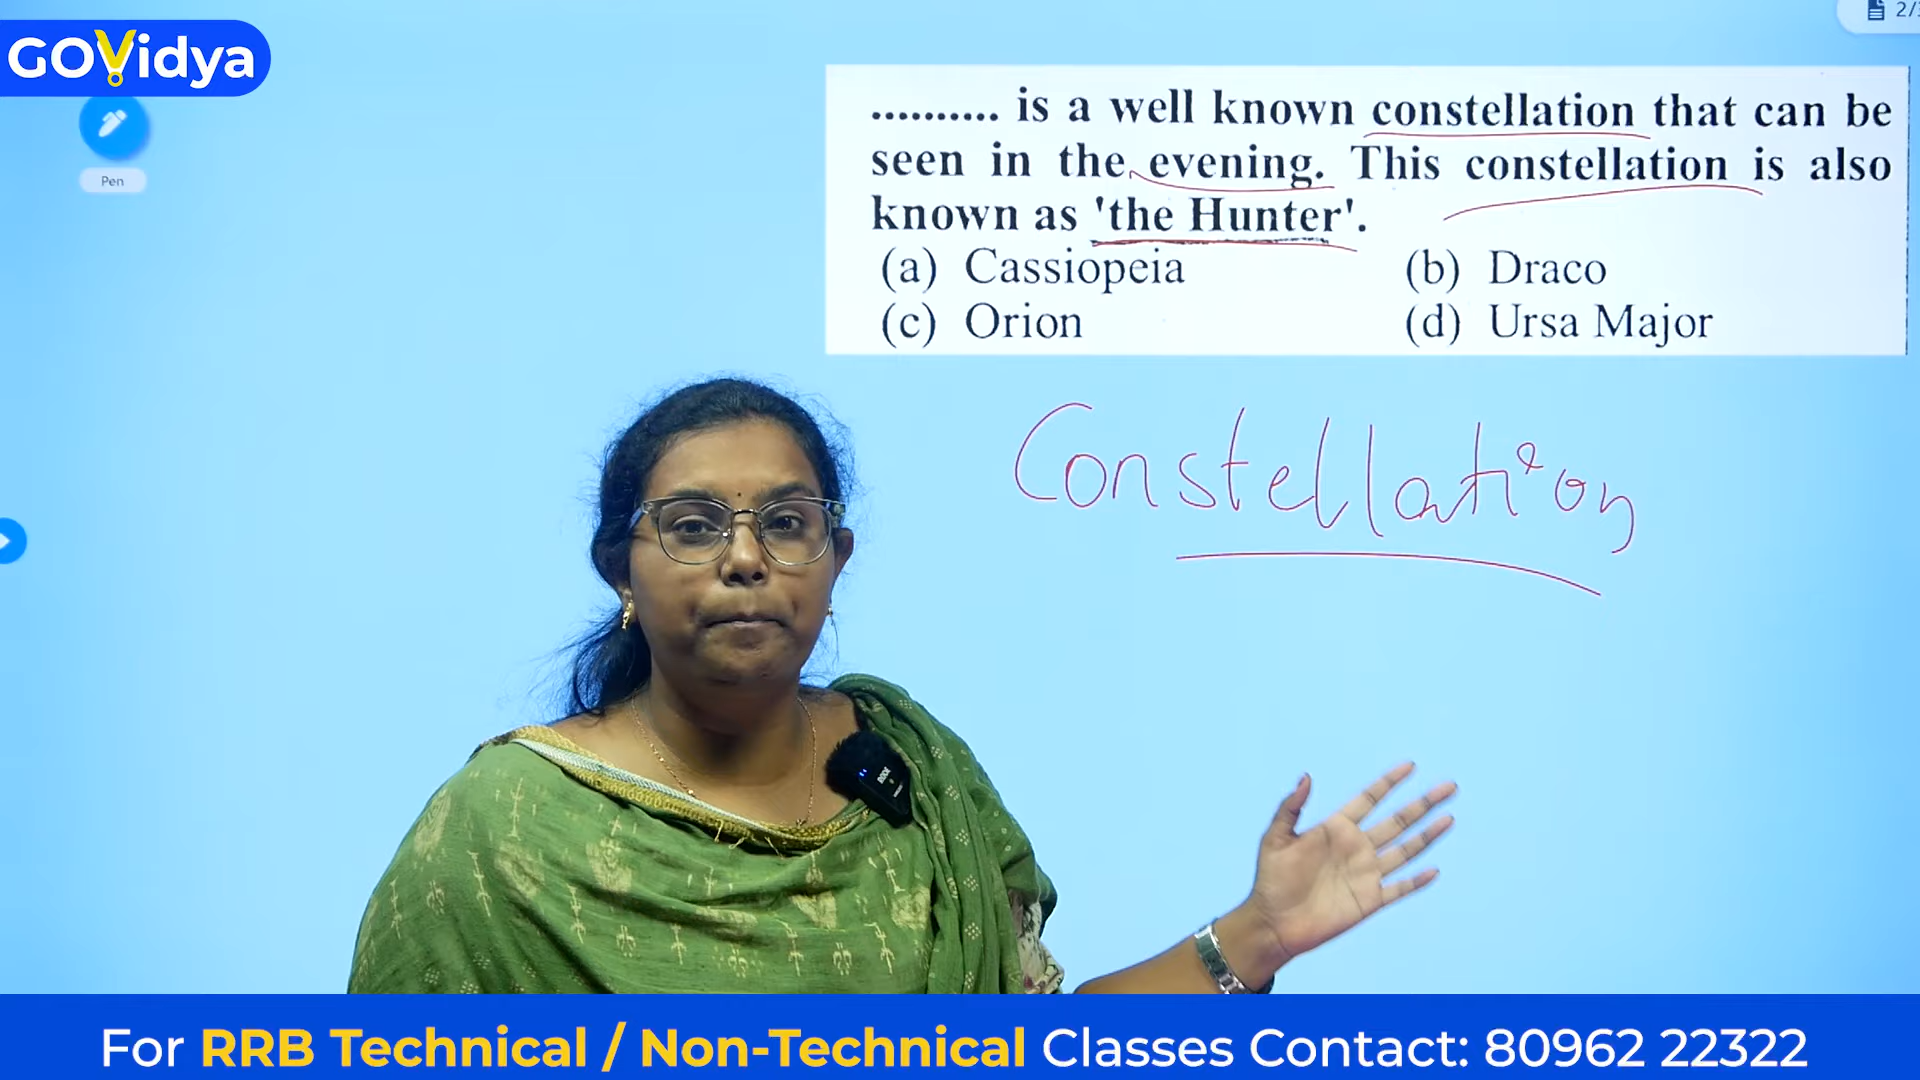 GOVidya
2/
Pen
.......... is a well known constellation that can be
seen in the evening. This constellation is also
known as 'the Hunter'.
(a) Cassiopeia (b) Draco
(c) Orion (d) Ursa Major
Constellation
For RRB Technical / Non-Technical Classes Contact: 80962 22322